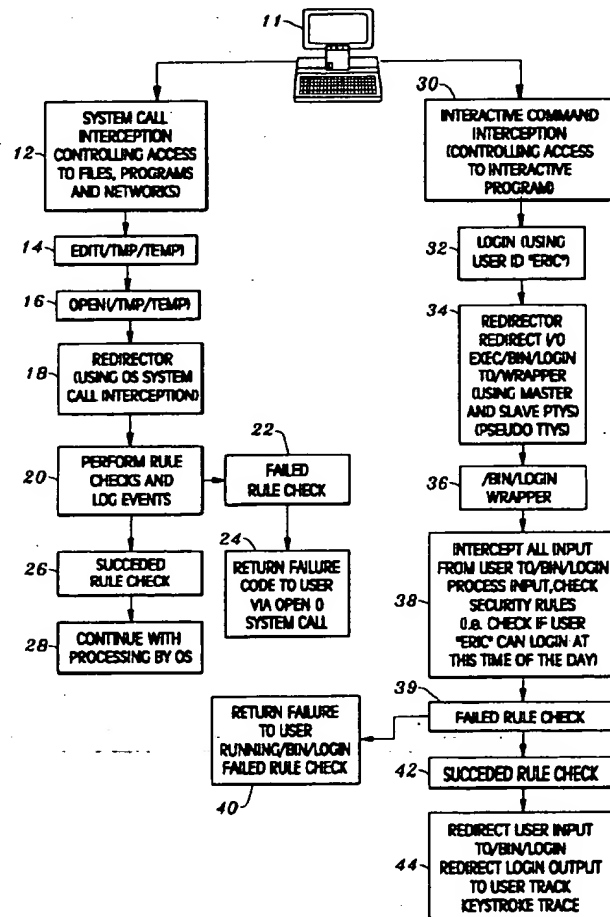 11
12
SYSTEM CALL
INTERCEPTION
CONTROLLING ACCESS
TO FILES, PROGRAMS
AND NETWORKS)
14
EDIT(/TMP/TEMP)
16
OPEN(/TMP/TEMP)
18
REDIRECTOR
(USING OS SYSTEM
CALL INTERCEPTION)
20
PERFORM RULE
CHECKS AND
LOG EVENTS
22
FAILED
RULE CHECK
24
RETURN FAILURE
CODE TO USER
VIA OPEN ()
SYSTEM CALL
26
SUCCEDED
RULE CHECK
28
CONTINUE WITH
PROCESSING BY OS
30
INTERACTIVE COMMAND
INTERCEPTION
(CONTROLLING ACCESS
TO INTERACTIVE
PROGRAM)
32
LOGIN (USING
USER ID "ERIC")
34
REDIRECTOR
REDIRECT I/O
EXEC/BIN/LOGIN
TO/WRAPPER
(USING MASTER
AND SLAVE PTYS)
(PSEUDO TTYS)
36
/BIN/LOGIN
WRAPPER
38
INTERCEPT ALL INPUT
FROM USER TO/BIN/LOGIN
PROCESS INPUT,CHECK
SECURITY RULES
(I.e. CHECK IF USER
"ERIC" CAN LOGIN AT
THIS TIME OF THE DAY)
39
FAILED RULE CHECK
RETURN FAILURE
TO USER
RUNNING/BIN/LOGIN
FAILED RULE CHECK
40
42
SUCCEDED RULE CHECK
44
REDIRECT USER INPUT
TO/BIN/LOGIN
REDIRECT LOGIN OUTPUT
TO USER TRACK
KEYSTROKE TRACE